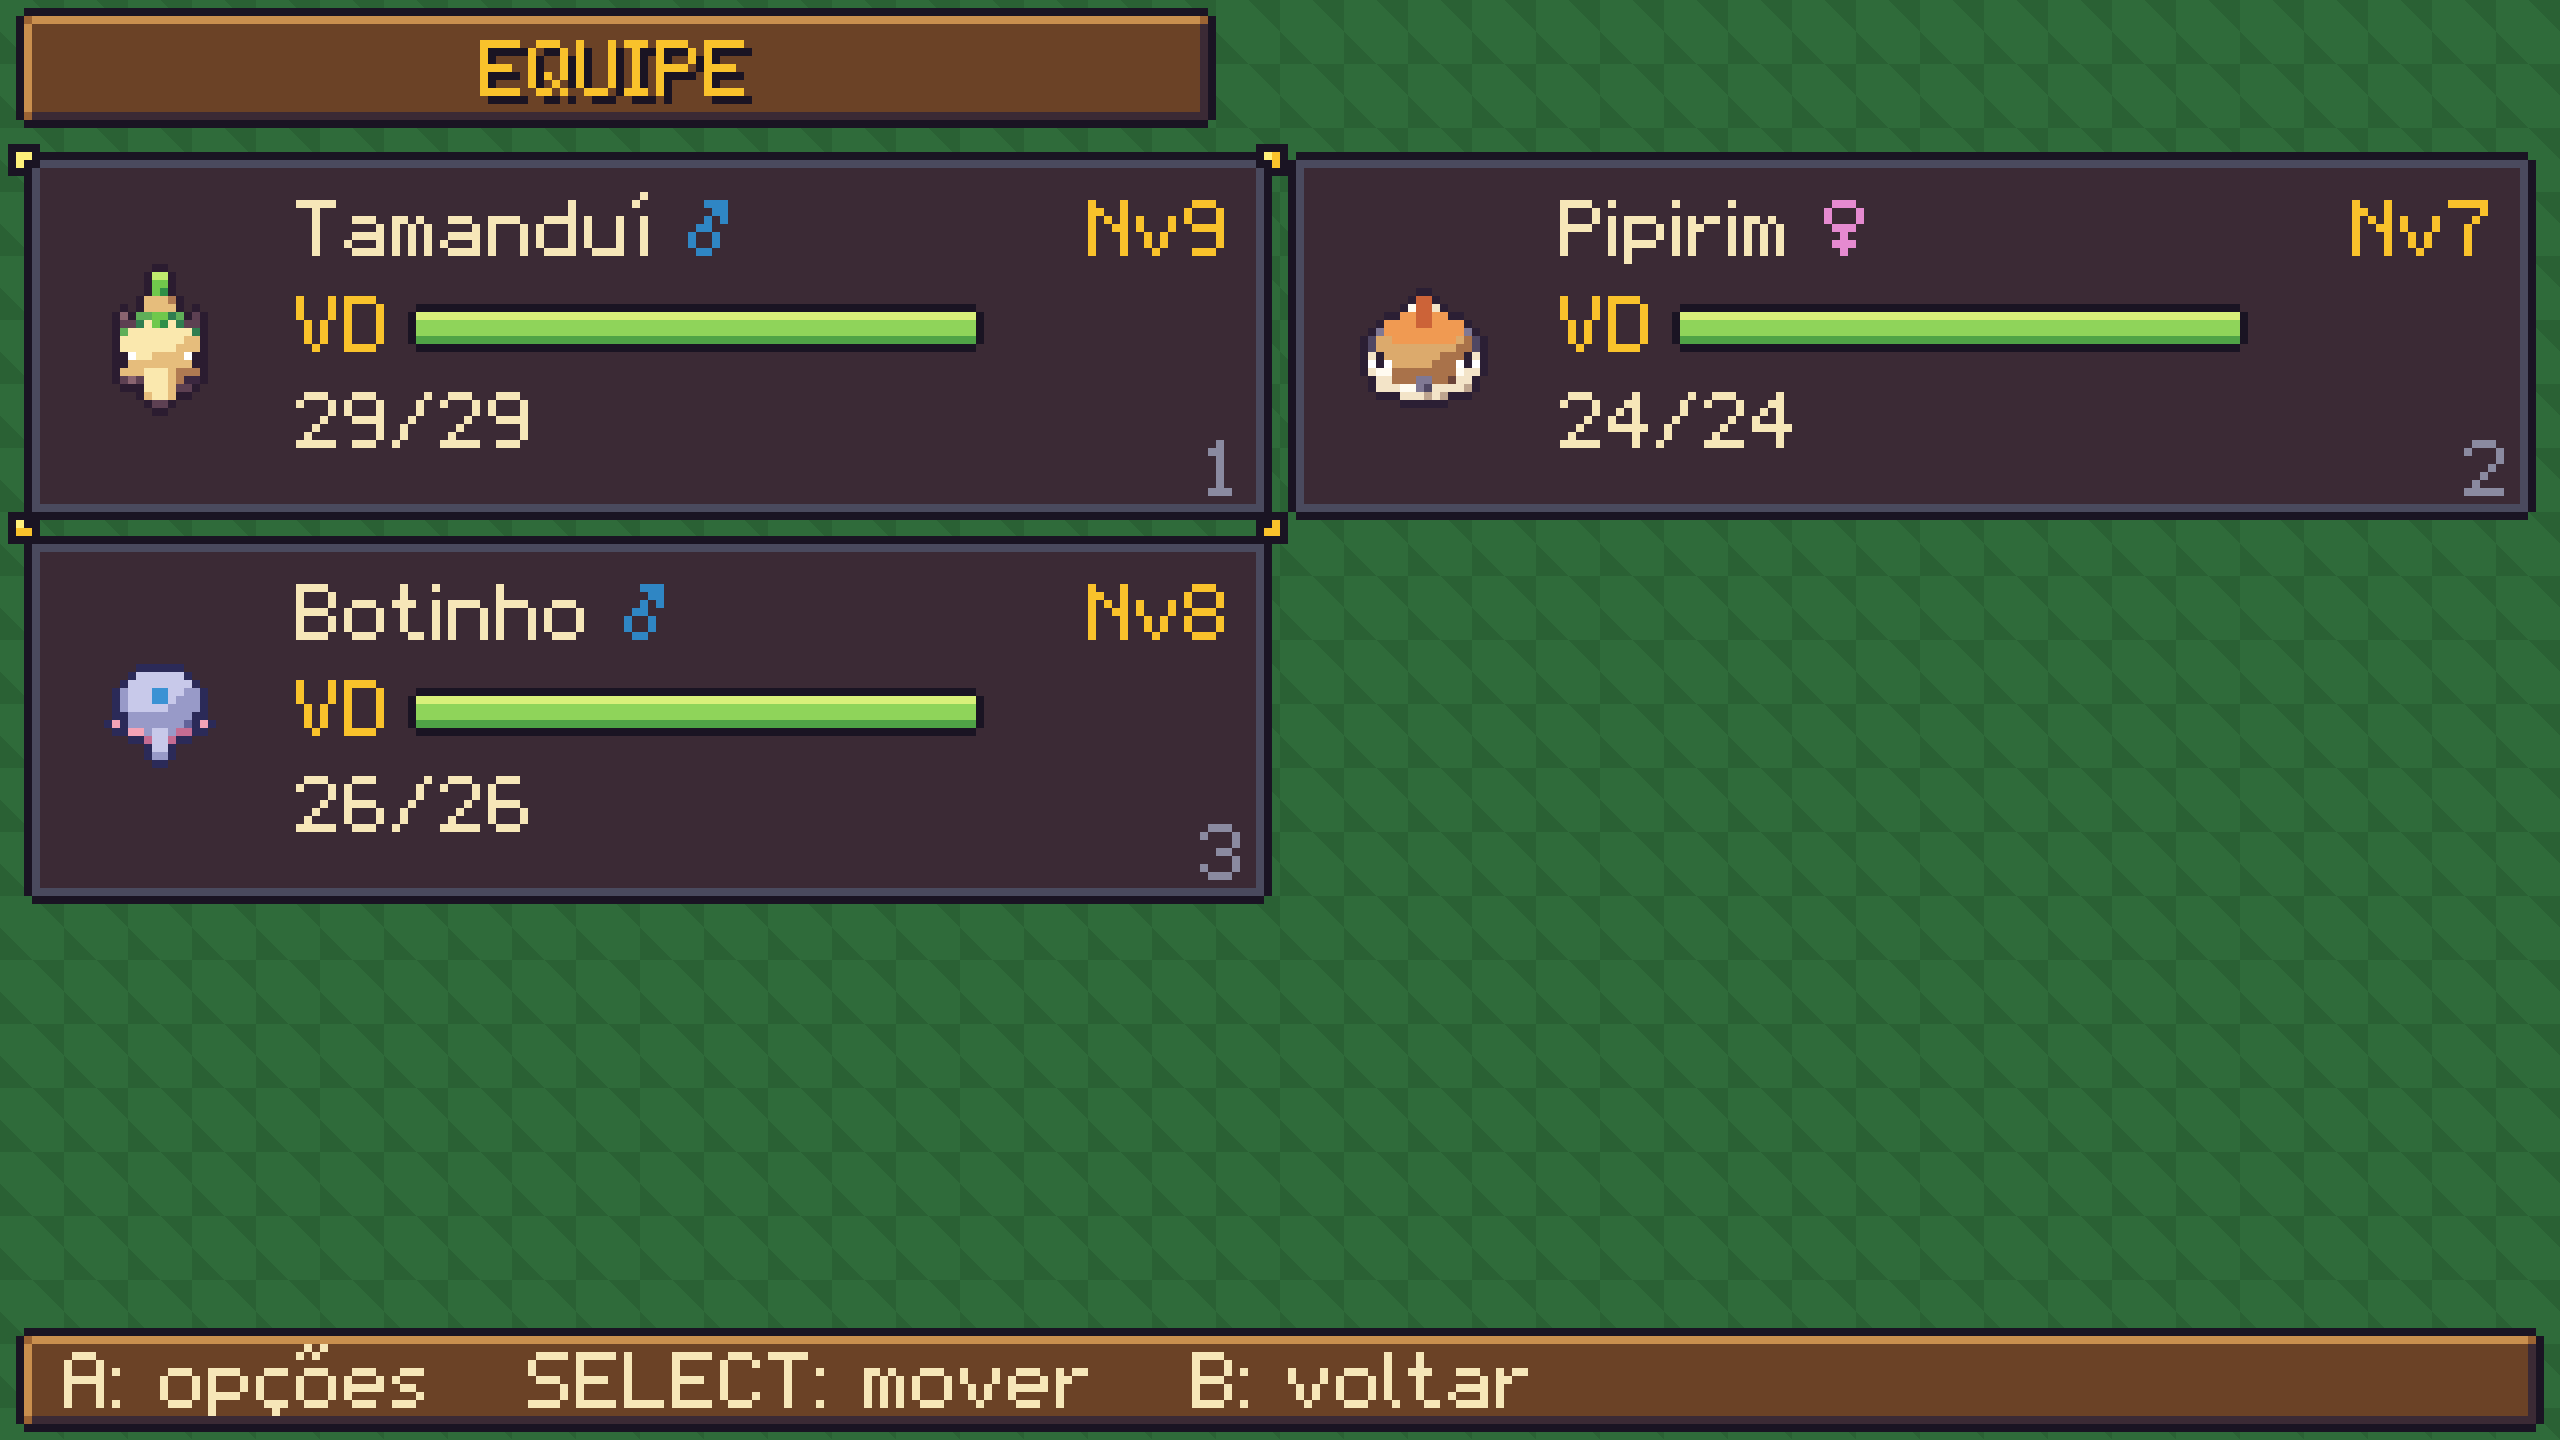 EQUIPE
Tamanduí ♂ Nv9
VD
29/29
1
Pipirim ♀ Nv7
VD
24/24
2
Botinho ♂ Nv8
VD
26/26
3
A: opções SELECT: mover B: voltar